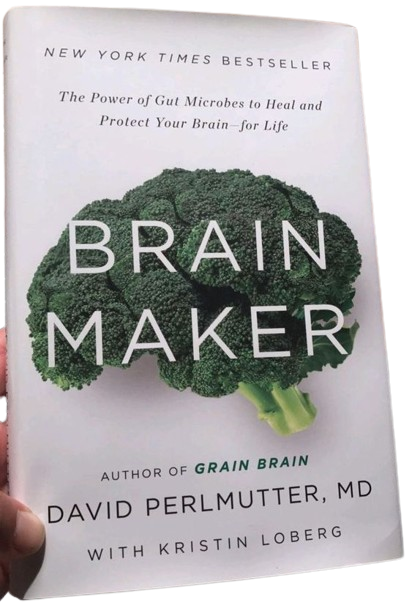 NEW YORK TIMES BESTSELLER
The Power of Gut Microbes to Heal and
Protect Your Brain—for Life
BRAIN
MAKER
AUTHOR OF GRAIN BRAIN
DAVID PERLMUTTER, MD
WITH KRISTIN LOBERG